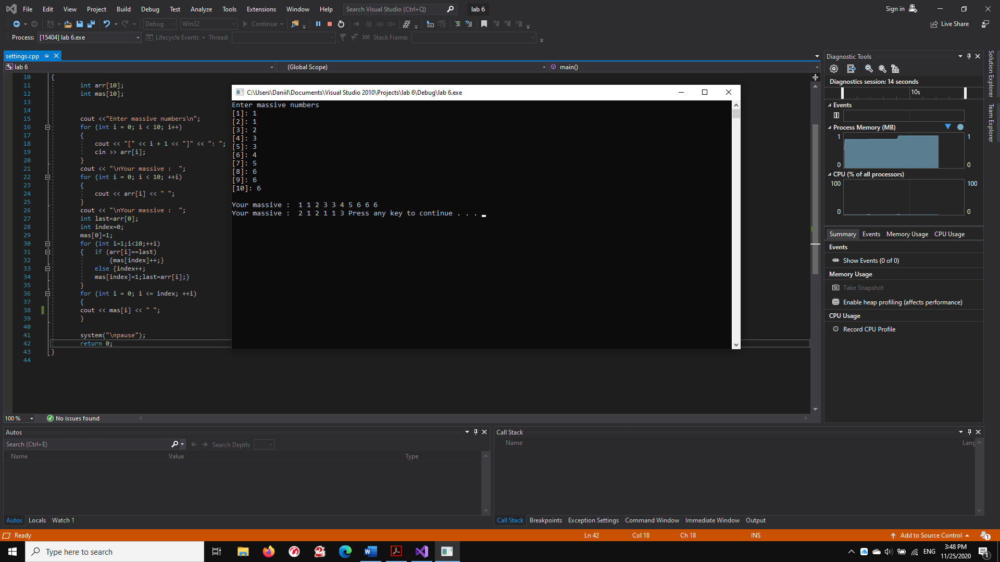 File Edit View Project Build Debug Test Analyze Tools Extensions Window Help Search Visual Studio (Ctrl+Q) lab 6 Sign in
Debug Win32 Continue Live Share
Process: [15404] lab 6.exe Lifecycle Events Thread: Stack Frame:
settings.cpp
lab 6 (Global Scope) main()
10 {
11 int arr[10];
12 int mas[10];
13
14
15 cout <<"Enter massive numbers\n";
16 for (int i = 0; i < 10; i++)
17 {
18 cout << "[" << i + 1 << "]" << ": ";
19 cin >> arr[i];
20 }
21 cout << "\nYour massive :  ";
22 for (int i = 0; i < 10; ++i)
23 {
24 cout << arr[i] << " ";
25 }
26 cout << "\nYour massive :  ";
27 int last=arr[0];
28 int index=0;
29 mas[0]=1;
30 for (int i=1;i<10;++i)
31 { if (arr[i]==last)
32 {mas[index]++;}
33 else {index++;
34 mas[index]=1;last=arr[i];}
35 }
36 for (int i = 0; i <= index; ++i)
37 {
38 cout << mas[i] << " ";
39 }
40
41 system("\npause");
42 return 0;
43 }
44
C:\Users\Daniil\Documents\Visual Studio 2010\Projects\lab 6\Debug\lab 6.exe
Enter massive numbers
[1]: 1
[2]: 1
[3]: 2
[4]: 3
[5]: 3
[6]: 4
[7]: 5
[8]: 6
[9]: 6
[10]: 6
Your massive :  1 1 2 3 3 4 5 6 6 6
Your massive :  2 1 2 1 1 3 Press any key to continue . . .
Diagnostic Tools
Diagnostics session: 14 seconds
10s
Events
Process Memory (MB)
1 1
0 0
CPU (% of all processors)
100 100
0 0
Summary Events Memory Usage CPU Usage
Events
Show Events (0 of 0)
Memory Usage
Take Snapshot
Enable heap profiling (affects performance)
CPU Usage
Record CPU Profile
Solution Explorer
Team Explorer
100 % No issues found
Autos
Search (Ctrl+E) Search Depth:
Name Value Type
Autos Locals Watch 1
Call Stack
Name Lang
Call Stack Breakpoints Exception Settings Command Window Immediate Window Output
Ready Ln 42 Col 18 Ch 18 INS Add to Source Control 1
Type here to search
ENG
3:48 PM
11/25/2020
1